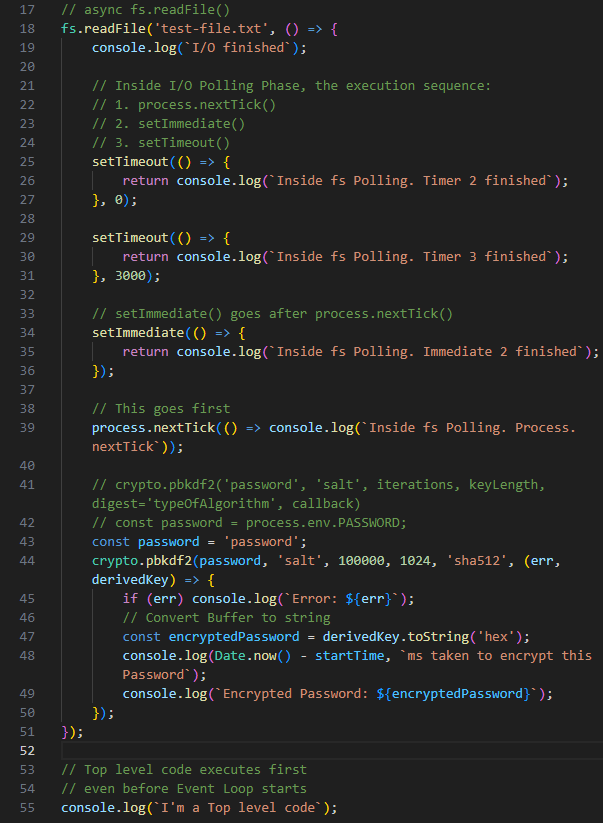 17 // async fs.readFile()
18 fs.readFile('test-file.txt', () => {
19     console.log(`I/O finished`);
20
21     // Inside I/O Polling Phase, the execution sequence:
22     // 1. process.nextTick()
23     // 2. setImmediate()
24     // 3. setTimeout()
25     setTimeout(() => {
26         return console.log(`Inside fs Polling. Timer 2 finished`);
27     }, 0);
28
29     setTimeout(() => {
30         return console.log(`Inside fs Polling. Timer 3 finished`);
31     }, 3000);
32
33     // setImmediate() goes after process.nextTick()
34     setImmediate(() => {
35         return console.log(`Inside fs Polling. Immediate 2 finished`);
36     });
37
38     // This goes first
39     process.nextTick(() => console.log(`Inside fs Polling. Process.
nextTick`));
40
41     // crypto.pbkdf2('password', 'salt', iterations, keyLength,
digest='typeOfAlgorithm', callback)
42     // const password = process.env.PASSWORD;
43     const password = 'password';
44     crypto.pbkdf2(password, 'salt', 100000, 1024, 'sha512', (err,
derivedKey) => {
45         if (err) console.log(`Error: ${err}`);
46         // Convert Buffer to string
47         const encryptedPassword = derivedKey.toString('hex');
48         console.log(Date.now() - startTime, `ms taken to encrypt this
Password`);
49         console.log(`Encrypted Password: ${encryptedPassword}`);
50     });
51 });
52
53 // Top level code executes first
54 // even before Event Loop starts
55 console.log(`I'm a Top level code`);